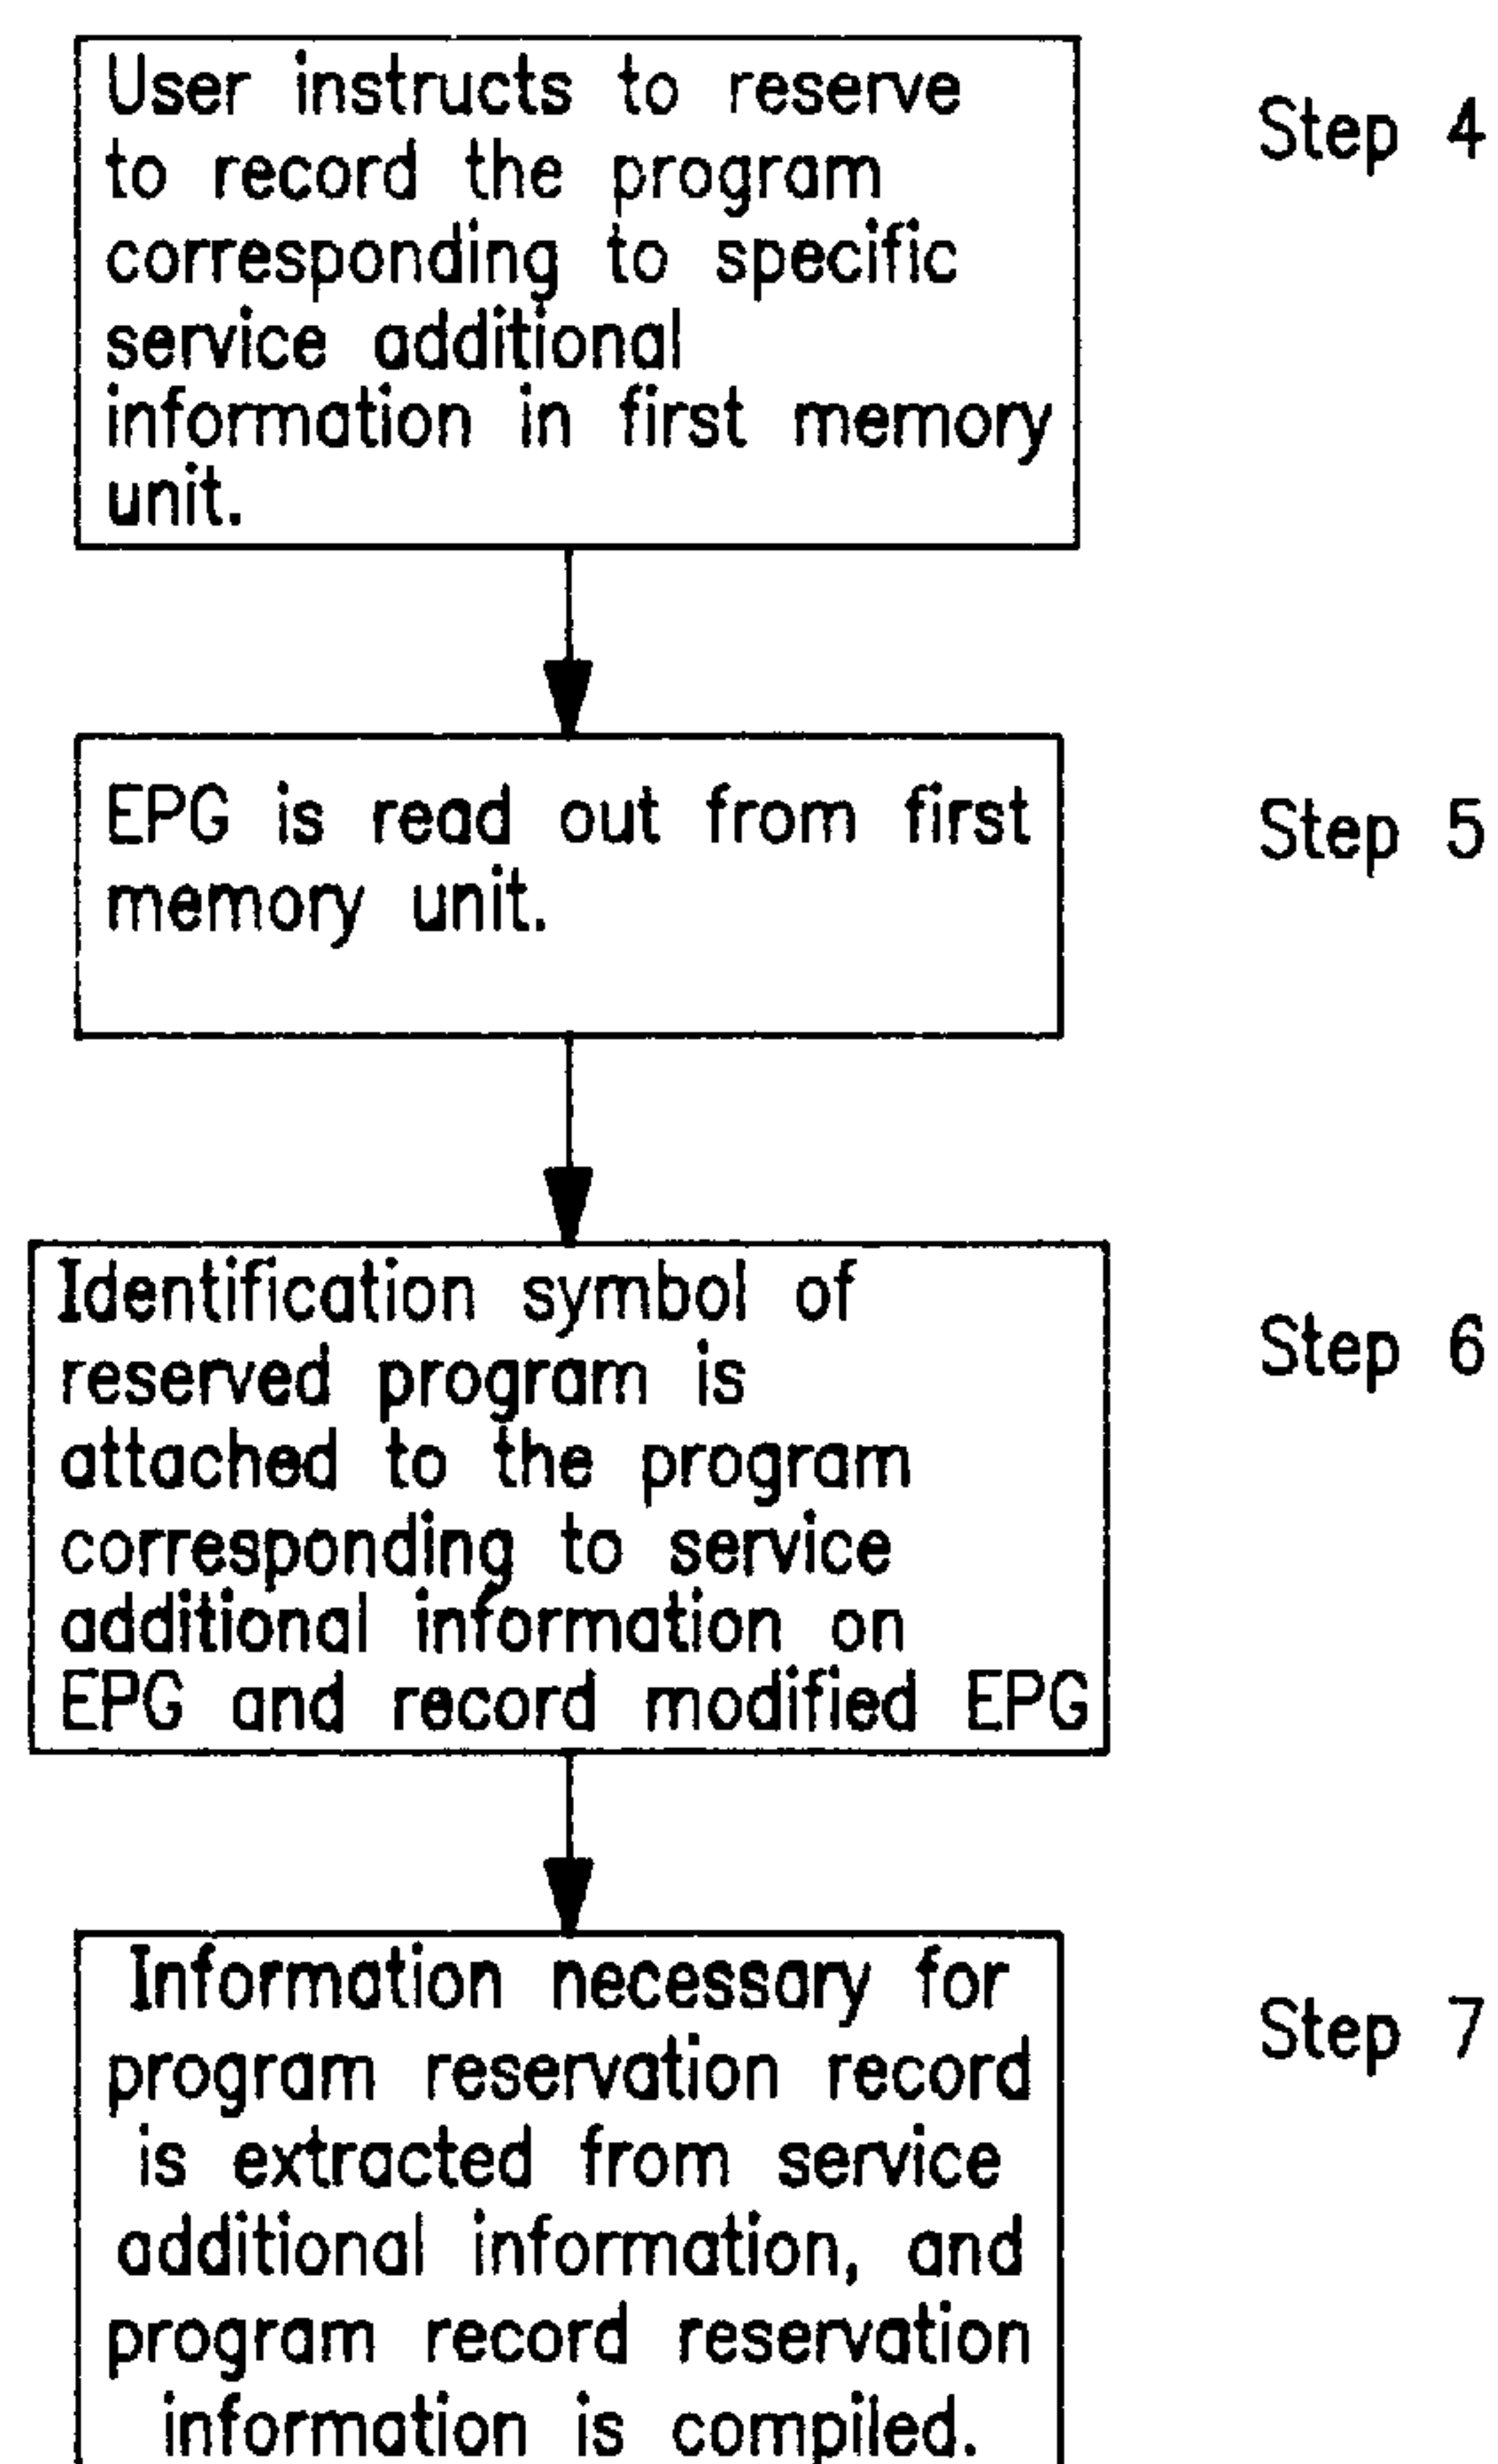 User instructs to reserve
to record the program
corresponding to specific
service additional
information in first memory
unit.
Step 4
EPG is read out from first
memory unit.
Step 5
Identification symbol of
reserved program is
attached to the program
corresponding to service
additional information on
EPG and record modified EPG
Step 6
Information necessary for
program reservation record
is extracted from service
additional information, and
program record reservation
information is compiled.
Step 7